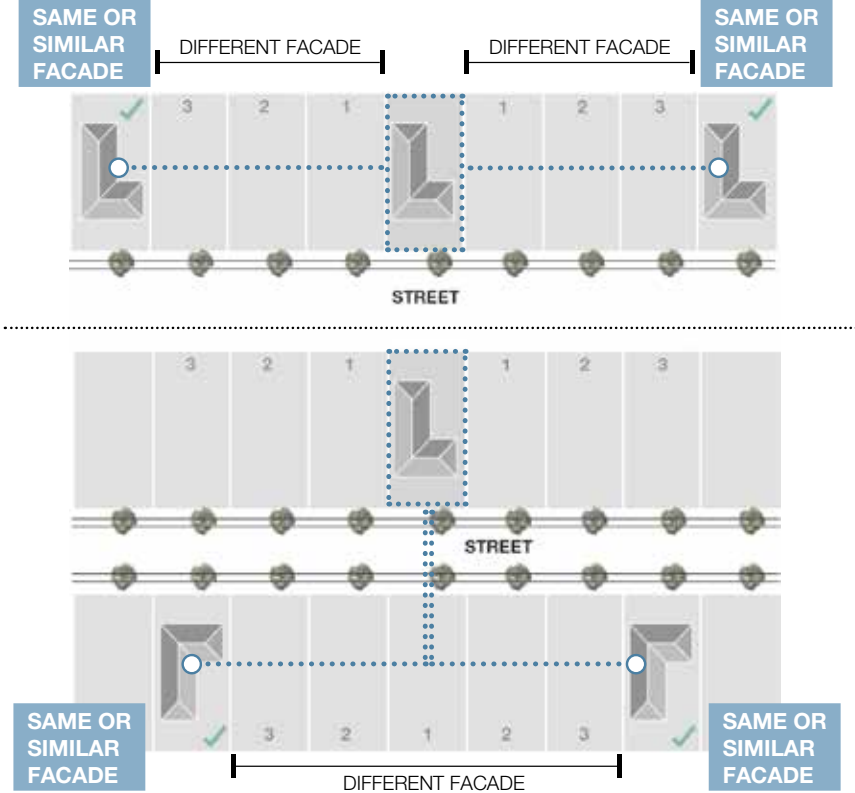 SAME OR
SIMILAR
FACADE
DIFFERENT FACADE
DIFFERENT FACADE
SAME OR
SIMILAR
FACADE
3 2 1 1 2 3
STREET
3 2 1 1 2 3
STREET
3 2 1 2 3
SAME OR
SIMILAR
FACADE
DIFFERENT FACADE
SAME OR
SIMILAR
FACADE